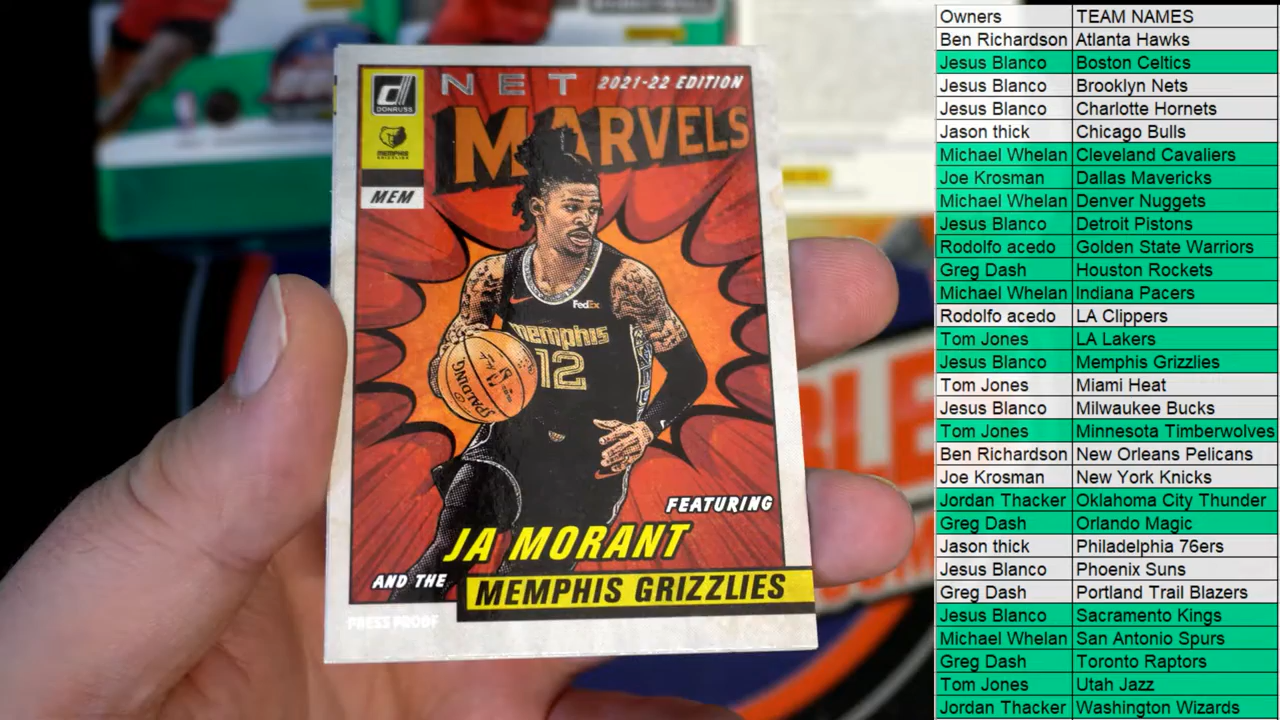 NET 2021-22 EDITION
MARVELS
DONRUSS
MEMPHIS
GRIZZLIES
MEM
FedEx
memphis
12
SPALDING
FEATURING
JA MORANT
AND THE
MEMPHIS GRIZZLIES
PRESS PROOF
Owners TEAM NAMES
Ben Richardson Atlanta Hawks
Jesus Blanco Boston Celtics
Jesus Blanco Brooklyn Nets
Jesus Blanco Charlotte Hornets
Jason thick Chicago Bulls
Michael Whelan Cleveland Cavaliers
Joe Krosman Dallas Mavericks
Michael Whelan Denver Nuggets
Jesus Blanco Detroit Pistons
Rodolfo acedo Golden State Warriors
Greg Dash Houston Rockets
Michael Whelan Indiana Pacers
Rodolfo acedo LA Clippers
Tom Jones LA Lakers
Jesus Blanco Memphis Grizzlies
Tom Jones Miami Heat
Jesus Blanco Milwaukee Bucks
Tom Jones Minnesota Timberwolves
Ben Richardson New Orleans Pelicans
Joe Krosman New York Knicks
Jordan Thacker Oklahoma City Thunder
Greg Dash Orlando Magic
Jason thick Philadelphia 76ers
Jesus Blanco Phoenix Suns
Greg Dash Portland Trail Blazers
Jesus Blanco Sacramento Kings
Michael Whelan San Antonio Spurs
Greg Dash Toronto Raptors
Tom Jones Utah Jazz
Jordan Thacker Washington Wizards